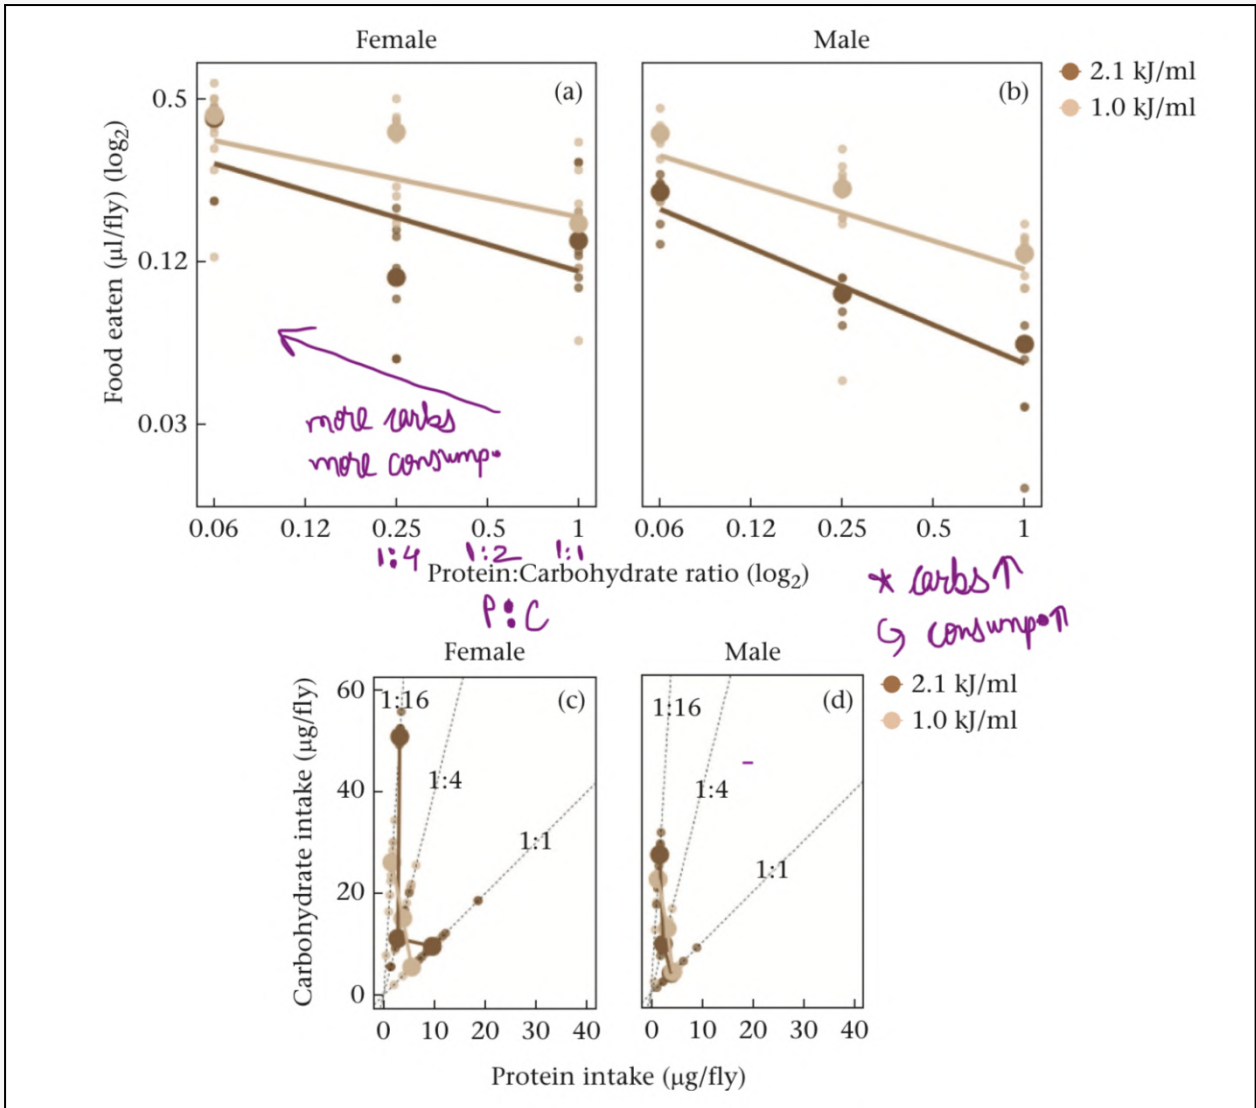 Female
Male
2.1 kJ/ml
1.0 kJ/ml
(a)
(b)
Food eaten (μl/fly) (log₂)
0.5
0.12
0.03
more carbs
more consump.
0.06 0.12 0.25 0.5 1
0.06 0.12 0.25 0.5 1
1:4 1:2 1:1
Protein:Carbohydrate ratio (log₂)
P:C
* carbs↑
↪ consump.↑
Female
Male
2.1 kJ/ml
1.0 kJ/ml
(c)
(d)
Carbohydrate intake (μg/fly)
60
40
20
0
1:16
1:4
1:1
1:16
1:4
1:1
0 10 20 30 40
0 10 20 30 40
Protein intake (μg/fly)